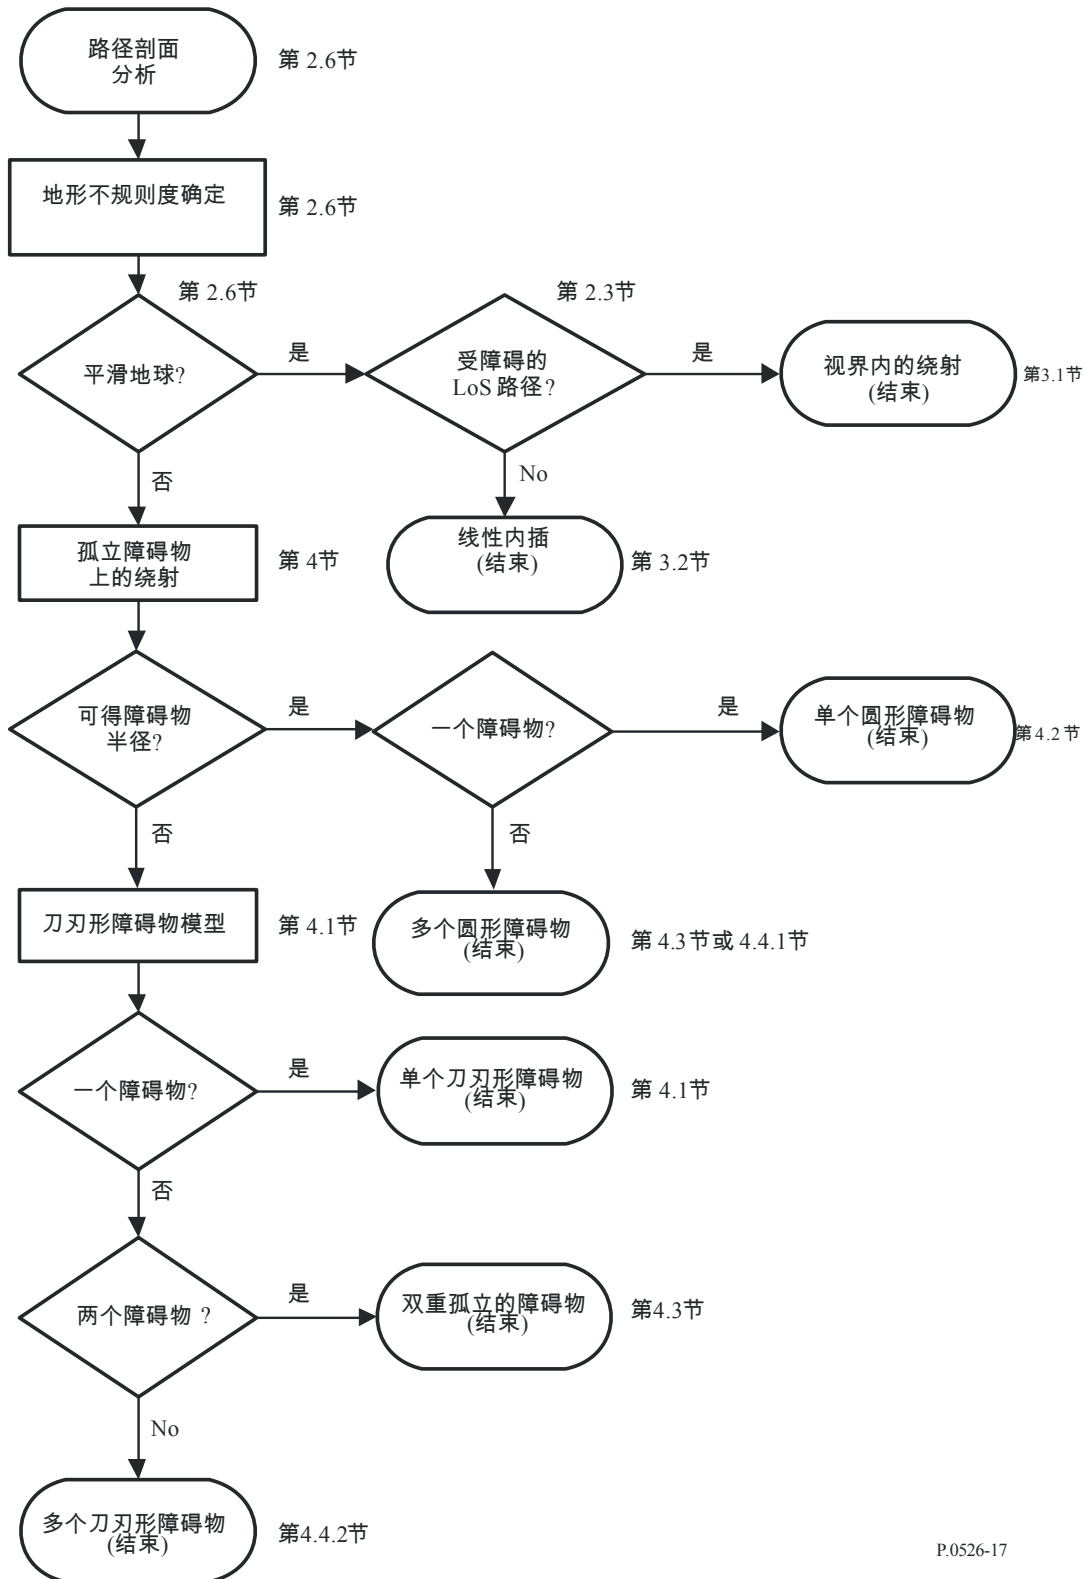 路径剖面
分析
第 2.6节
地形不规则度确定
第 2.6节
第 2.6节
第 2.3节
平滑地球?
是
受障碍的
LoS 路径?
是
视界内的绕射
(结束)
第3.1节
否
No
孤立障碍物
上的绕射
第 4节
线性内插
(结束)
第 3.2节
可得障碍物
半径?
是
一个障碍物?
是
单个圆形障碍物
(结束)
第4.2节
否
否
刀刃形障碍物模型
第 4.1节
多个圆形障碍物
(结束)
第 4.3节或 4.4.1节
一个障碍物?
是
单个刀刃形障碍物
(结束)
第 4.1节
否
两个障碍物 ?
是
双重孤立的障碍物
(结束)
第4.3节
No
多个刀刃形障碍物
(结束)
第4.4.2节
P.0526-17